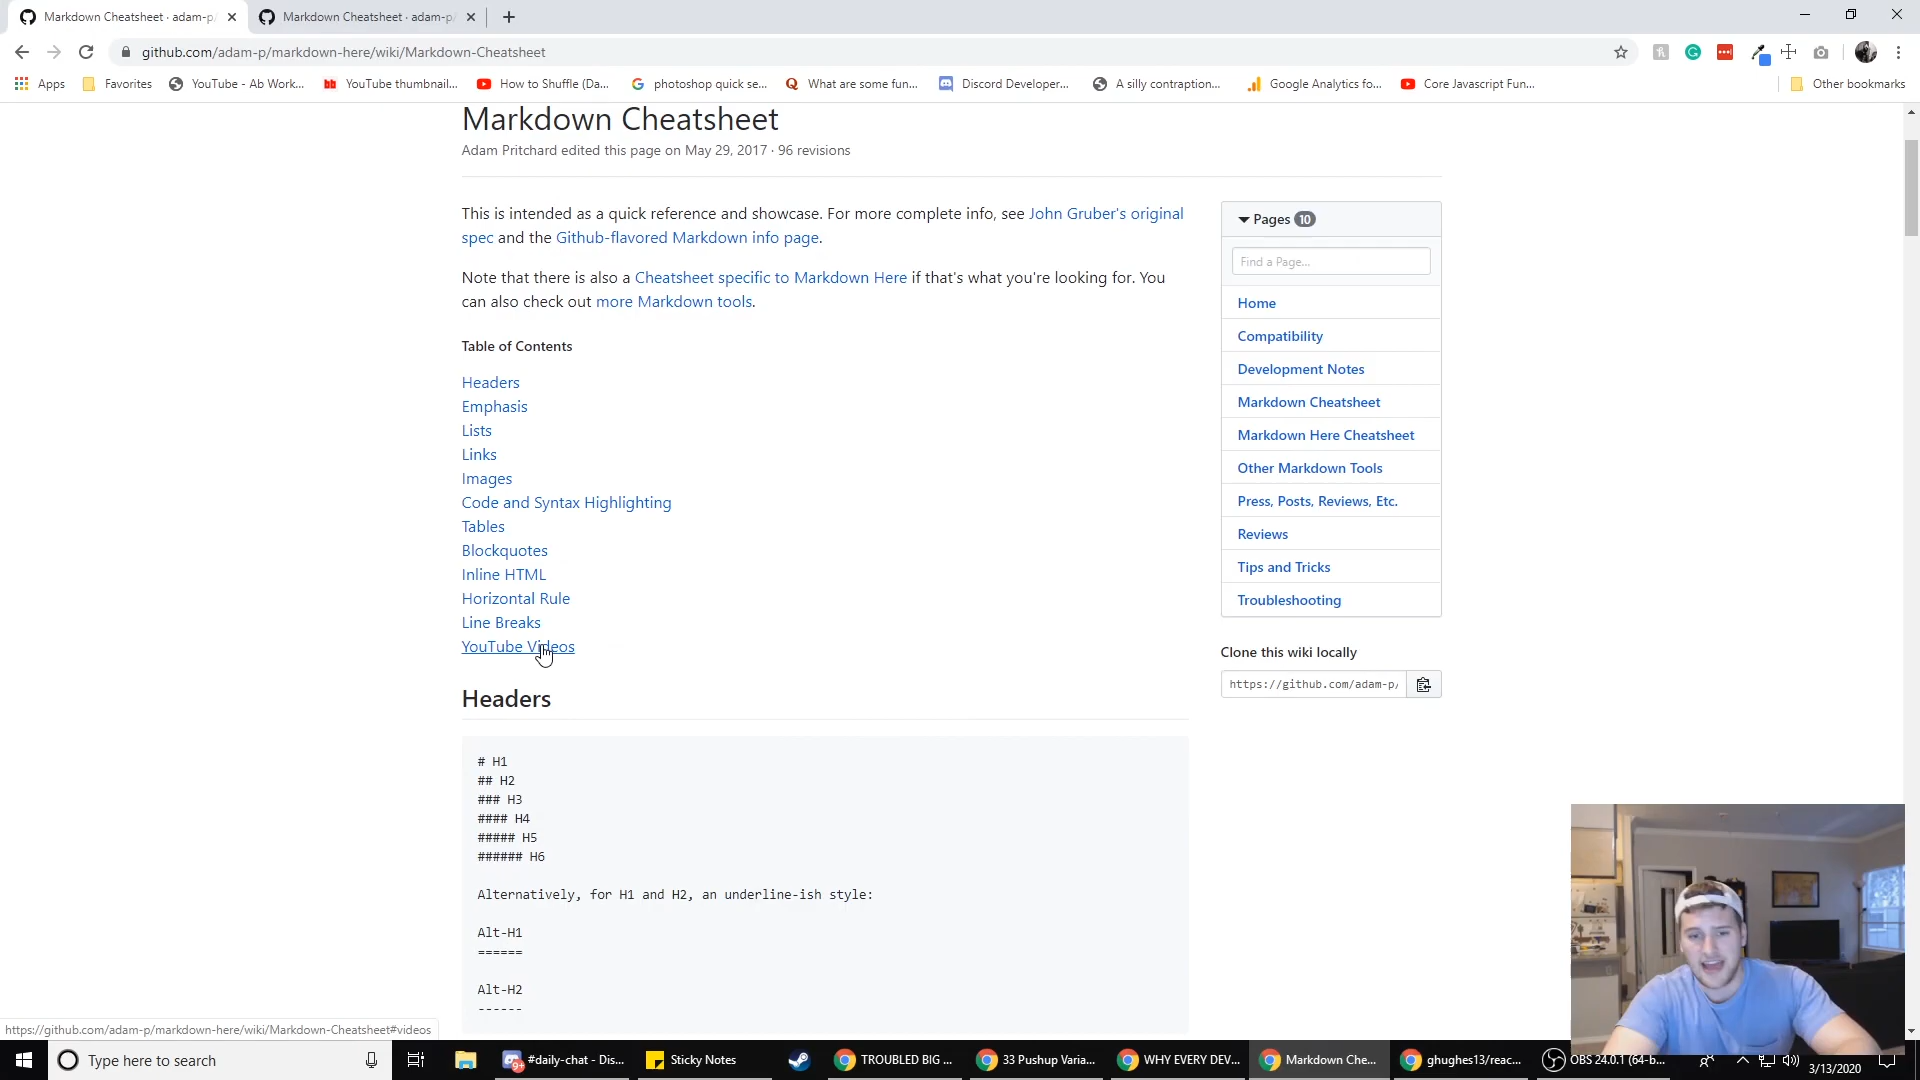 Markdown Cheatsheet · adam-p/
Markdown Cheatsheet · adam-p/
github.com/adam-p/markdown-here/wiki/Markdown-Cheatsheet
Apps
Favorites
YouTube - Ab Work...
YouTube thumbnail...
How to Shuffle (Da...
photoshop quick se...
What are some fun...
Discord Developer...
A silly contraption...
Google Analytics fo...
Core Javascript Fun...
Other bookmarks
Markdown Cheatsheet
Adam Pritchard edited this page on May 29, 2017 · 96 revisions
This is intended as a quick reference and showcase. For more complete info, see John Gruber's original
spec and the Github-flavored Markdown info page.
Note that there is also a Cheatsheet specific to Markdown Here if that's what you're looking for. You
can also check out more Markdown tools.
Table of Contents
Headers
Emphasis
Lists
Links
Images
Code and Syntax Highlighting
Tables
Blockquotes
Inline HTML
Horizontal Rule
Line Breaks
YouTube Videos
Headers
# H1
## H2
### H3
#### H4
##### H5
###### H6
Alternatively, for H1 and H2, an underline-ish style:
Alt-H1
======
Alt-H2
------
Pages 10
Find a Page...
Home
Compatibility
Development Notes
Markdown Cheatsheet
Markdown Here Cheatsheet
Other Markdown Tools
Press, Posts, Reviews, Etc.
Reviews
Tips and Tricks
Troubleshooting
Clone this wiki locally
https://github.com/adam-p/
https://github.com/adam-p/markdown-here/wiki/Markdown-Cheatsheet#videos
Type here to search
#daily-chat - Dis...
Sticky Notes
TROUBLED BIG ...
33 Pushup Varia...
WHY EVERY DEV...
Markdown Che...
ghughes13/reac...
OBS 24.0.1 (64-b...
3/13/2020